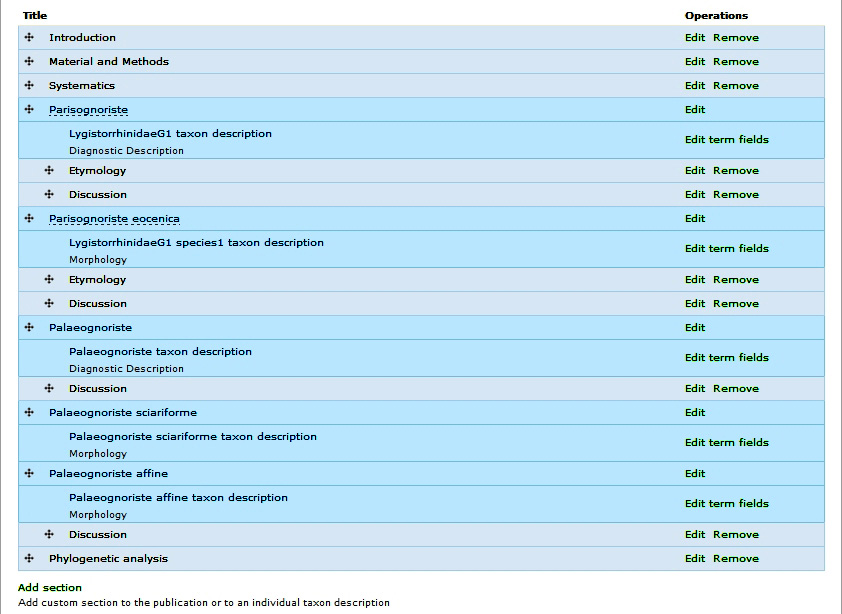 Title Operations
Introduction Edit Remove
Material and Methods Edit Remove
Systematics Edit Remove
Parisognoriste Edit
LygistorrhinidaeG1 taxon description
Diagnostic Description Edit term fields
Etymology Edit Remove
Discussion Edit Remove
Parisognoriste eocenica Edit
LygistorrhinidaeG1 species1 taxon description
Morphology Edit term fields
Etymology Edit Remove
Discussion Edit Remove
Palaeognoriste Edit
Palaeognoriste taxon description
Diagnostic Description Edit term fields
Discussion Edit Remove
Palaeognoriste sciariforme Edit
Palaeognoriste sciariforme taxon description
Morphology Edit term fields
Palaeognoriste affine Edit
Palaeognoriste affine taxon description
Morphology Edit term fields
Discussion Edit Remove
Phylogenetic analysis Edit Remove
Add section
Add custom section to the publication or to an individual taxon description